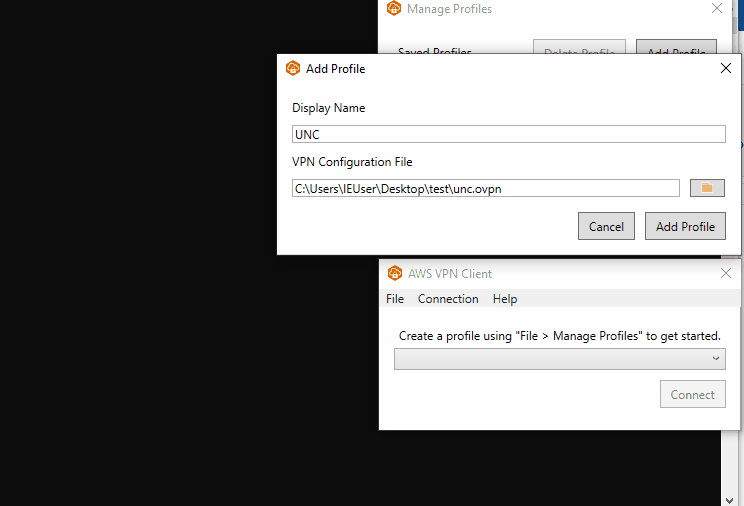 Manage Profiles
Saved Profiles
Delete Profile
Add Profile
Add Profile
Display Name
UNC
VPN Configuration File
C:\Users\IEUser\Desktop\test\unc.ovpn
Cancel
Add Profile
AWS VPN Client
File Connection Help
Create a profile using "File > Manage Profiles" to get started.
Connect